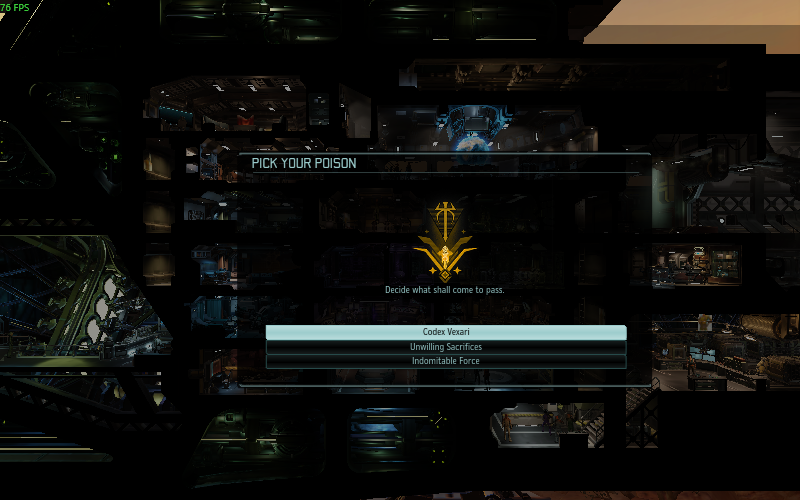 76 FPS
PICK YOUR POISON
Decide what shall come to pass.
Codex Vexari
Unwilling Sacrifices
Indomitable Force